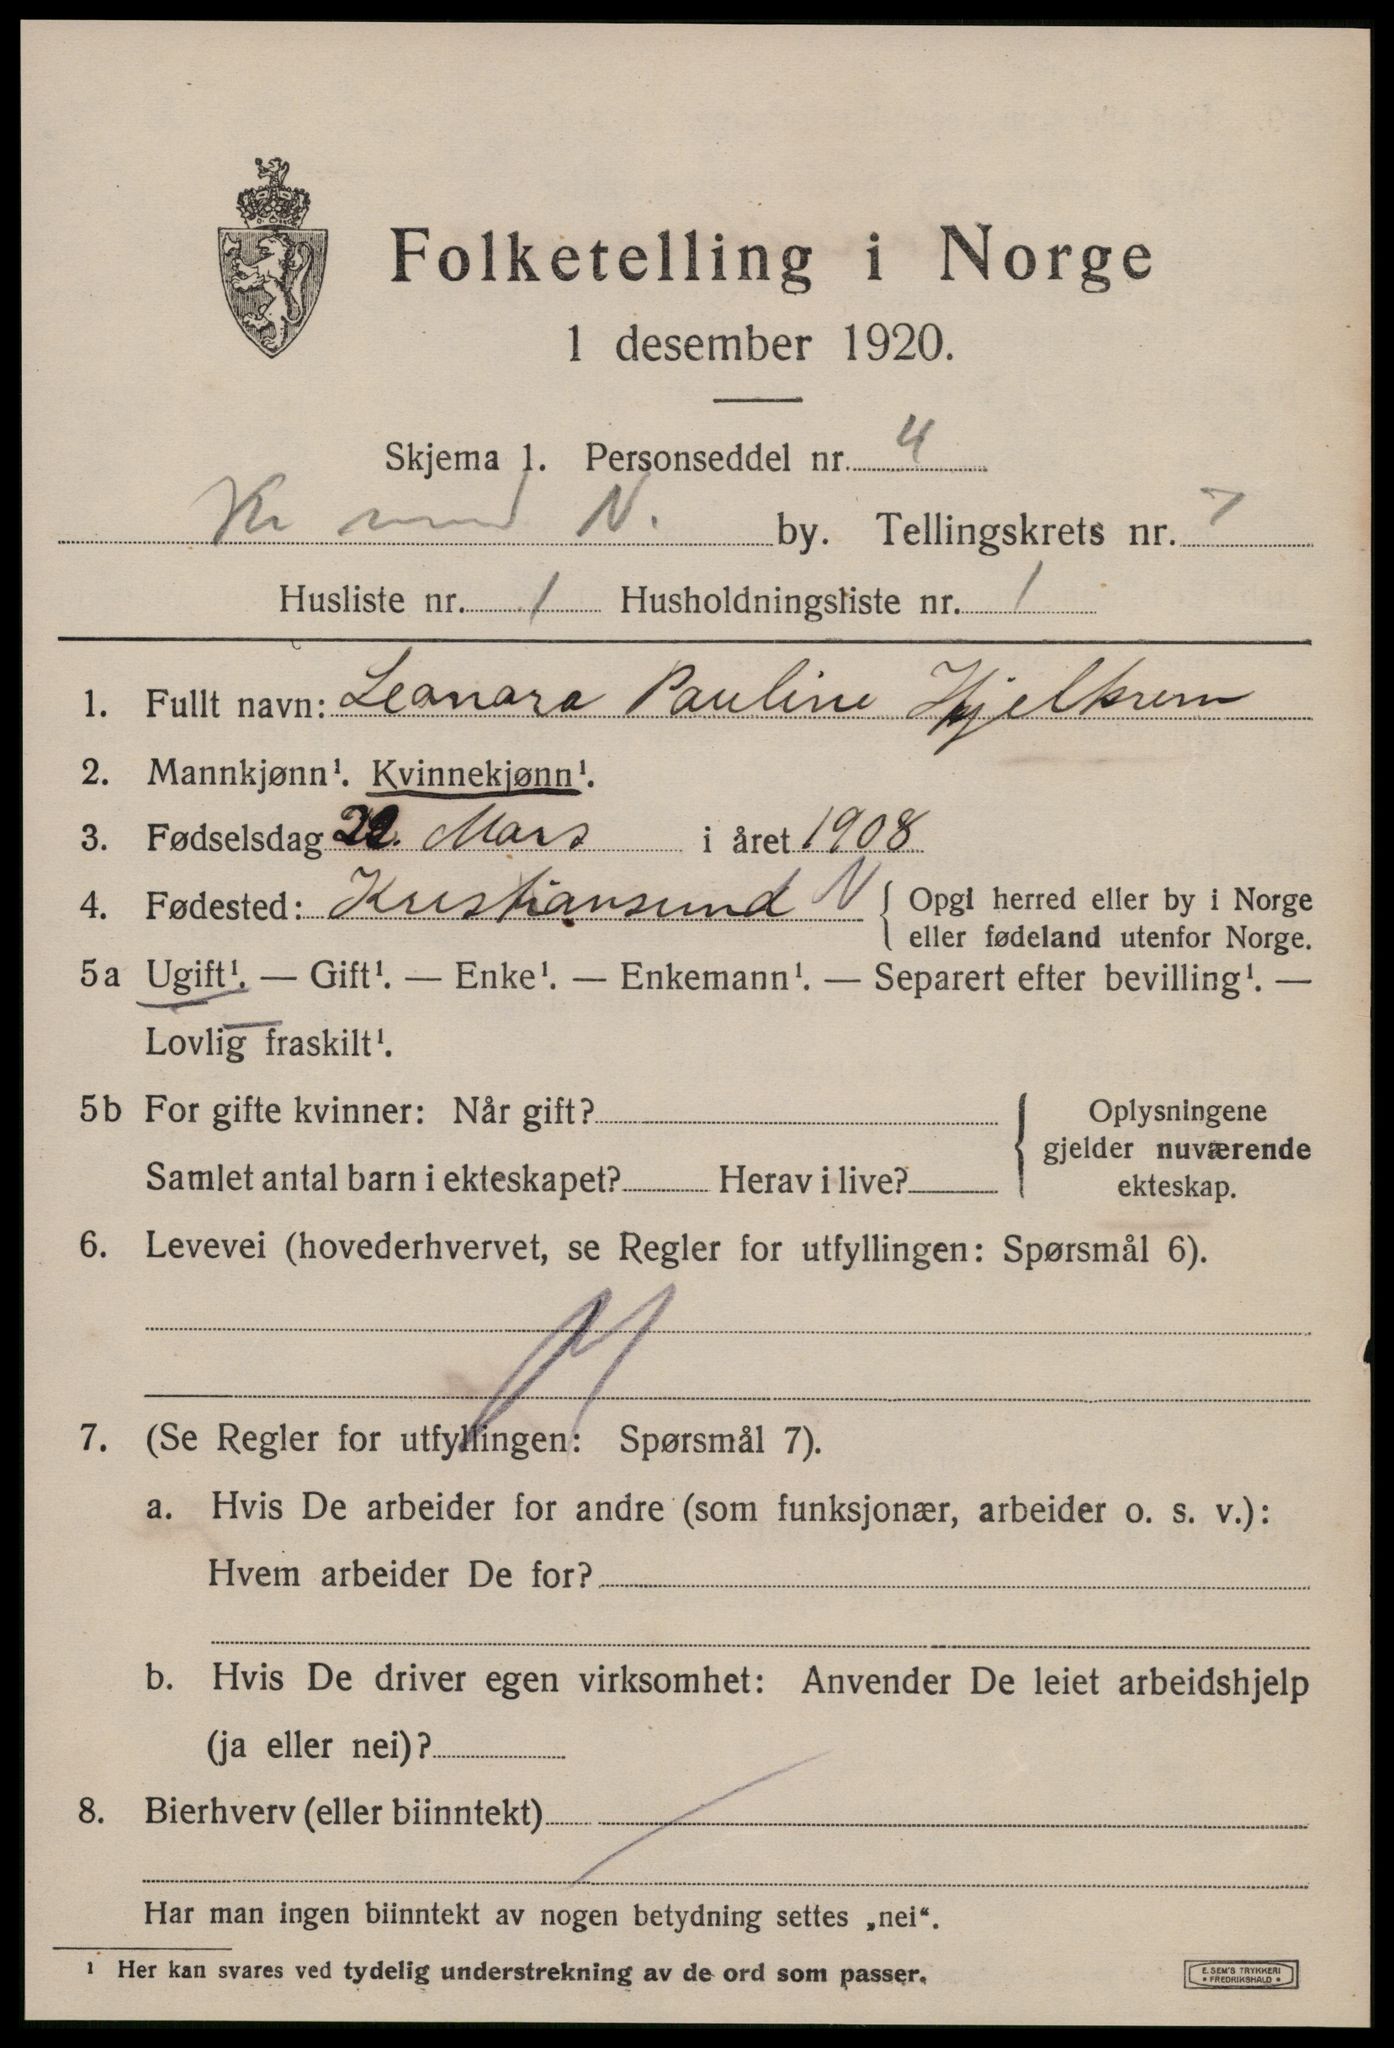 Folketelling i Norge
1 desember 1920.
Skjema 1. Personseddel nr. 4
Kr sund N. by. Tellingskrets nr. 7
Husliste nr. 1 Husholdningsliste nr. 1
1. Fullt navn: Leonara Pauline Hjelkrem
2. Mannkjønn¹. Kvinnekjønn¹.
3. Fødselsdag 22. Mars i året 1908
4. Fødested: Kristiansund N { Opgi herred eller by i Norge
eller fødeland utenfor Norge.
5a Ugift¹. — Gift¹. — Enke¹. — Enkemann¹. — Separert efter bevilling¹. —
Lovlig fraskilt¹.
5b For gifte kvinner: Når gift?
Samlet antal barn i ekteskapet? Herav i live?
Oplysningene
gjelder nuværende
ekteskap.
6. Levevei (hovederhvervet, se Regler for utfyllingen: Spørsmål 6).
7. (Se Regler for utfyllingen: Spørsmål 7).
a. Hvis De arbeider for andre (som funksjonær, arbeider o. s. v.):
Hvem arbeider De for?
b. Hvis De driver egen virksomhet: Anvender De leiet arbeidshjelp
(ja eller nei)?
8. Bierhverv (eller biinntekt)
Har man ingen biinntekt av nogen betydning settes „nei“.
¹ Her kan svares ved tydelig understrekning av de ord som passer.
E. SEM'S TRYKKERI
• FREDRIKSHALD •